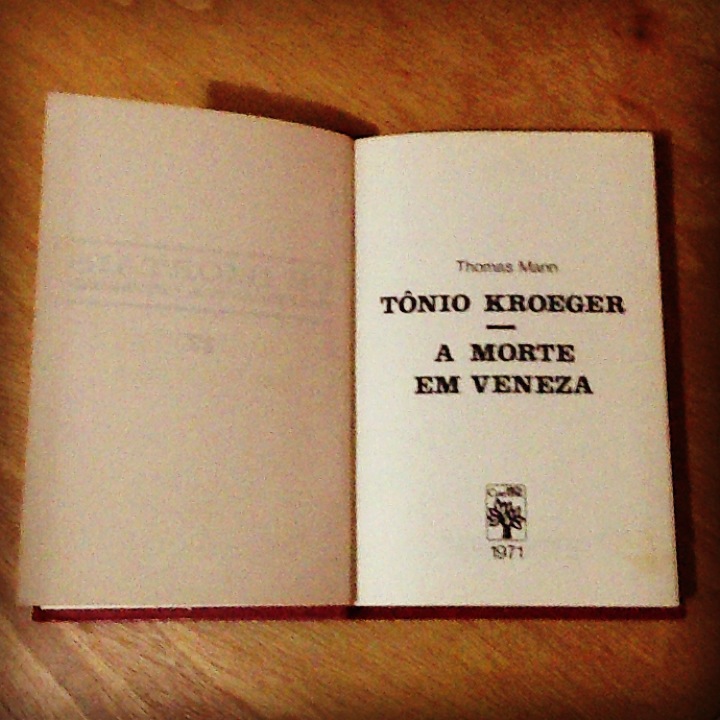 Thomas Mann
TÔNIO KROEGER
A MORTE
EM VENEZA
1971